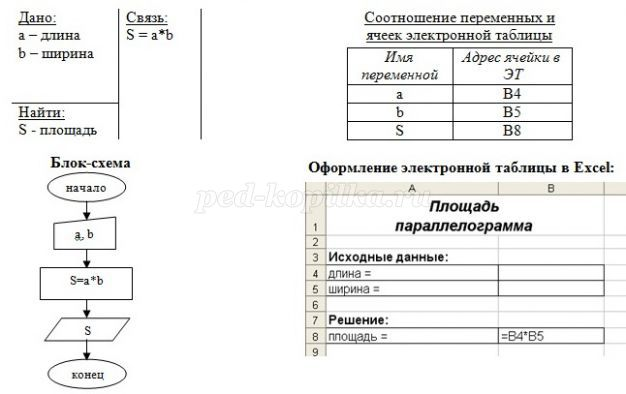 Дано:
a – длина
b – ширина
Связь:
S = a*b
Найти:
S - площадь
Соотношение переменных и
ячеек электронной таблицы
Имя
переменной
Адрес ячейки в
ЭТ
a
B4
b
B5
S
B8
Блок-схема
начало
a, b
S=a*b
S
конец
Оформление электронной таблицы в Excel:
A
B
1
Площадь
параллелограмма
2
3
Исходные данные:
4
длина =
5
ширина =
6
7
Решение:
8
площадь =
=B4*B5
9
ped-kopilka.ru